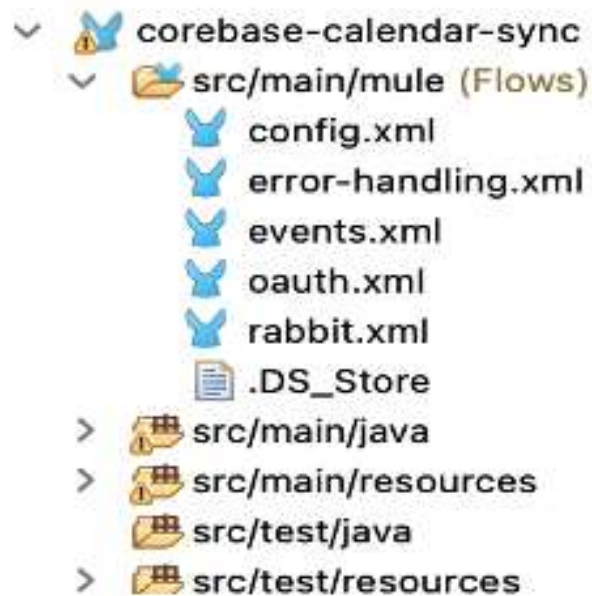 corebase-calendar-sync
src/main/mule (Flows)
config.xml
error-handling.xml
events.xml
oauth.xml
rabbit.xml
.DS_Store
src/main/java
src/main/resources
src/test/java
src/test/resources